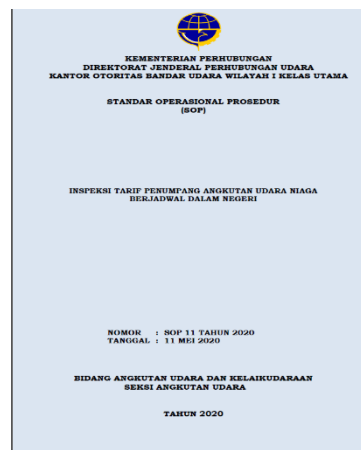 KEMENTERIAN PERHUBUNGAN
DIREKTORAT JENDERAL PERHUBUNGAN UDARA
KANTOR OTORITAS BANDAR UDARA WILAYAH I KELAS UTAMA
STANDAR OPERASIONAL PROSEDUR
(SOP)
INSPEKSI TARIF PENUMPANG ANGKUTAN UDARA NIAGA
BERJADWAL DALAM NEGERI
NOMOR : SOP 11 TAHUN 2020
TANGGAL : 11 MEI 2020
BIDANG ANGKUTAN UDARA DAN KELAIKUDARAAN
SEKSI ANGKUTAN UDARA
TAHUN 2020